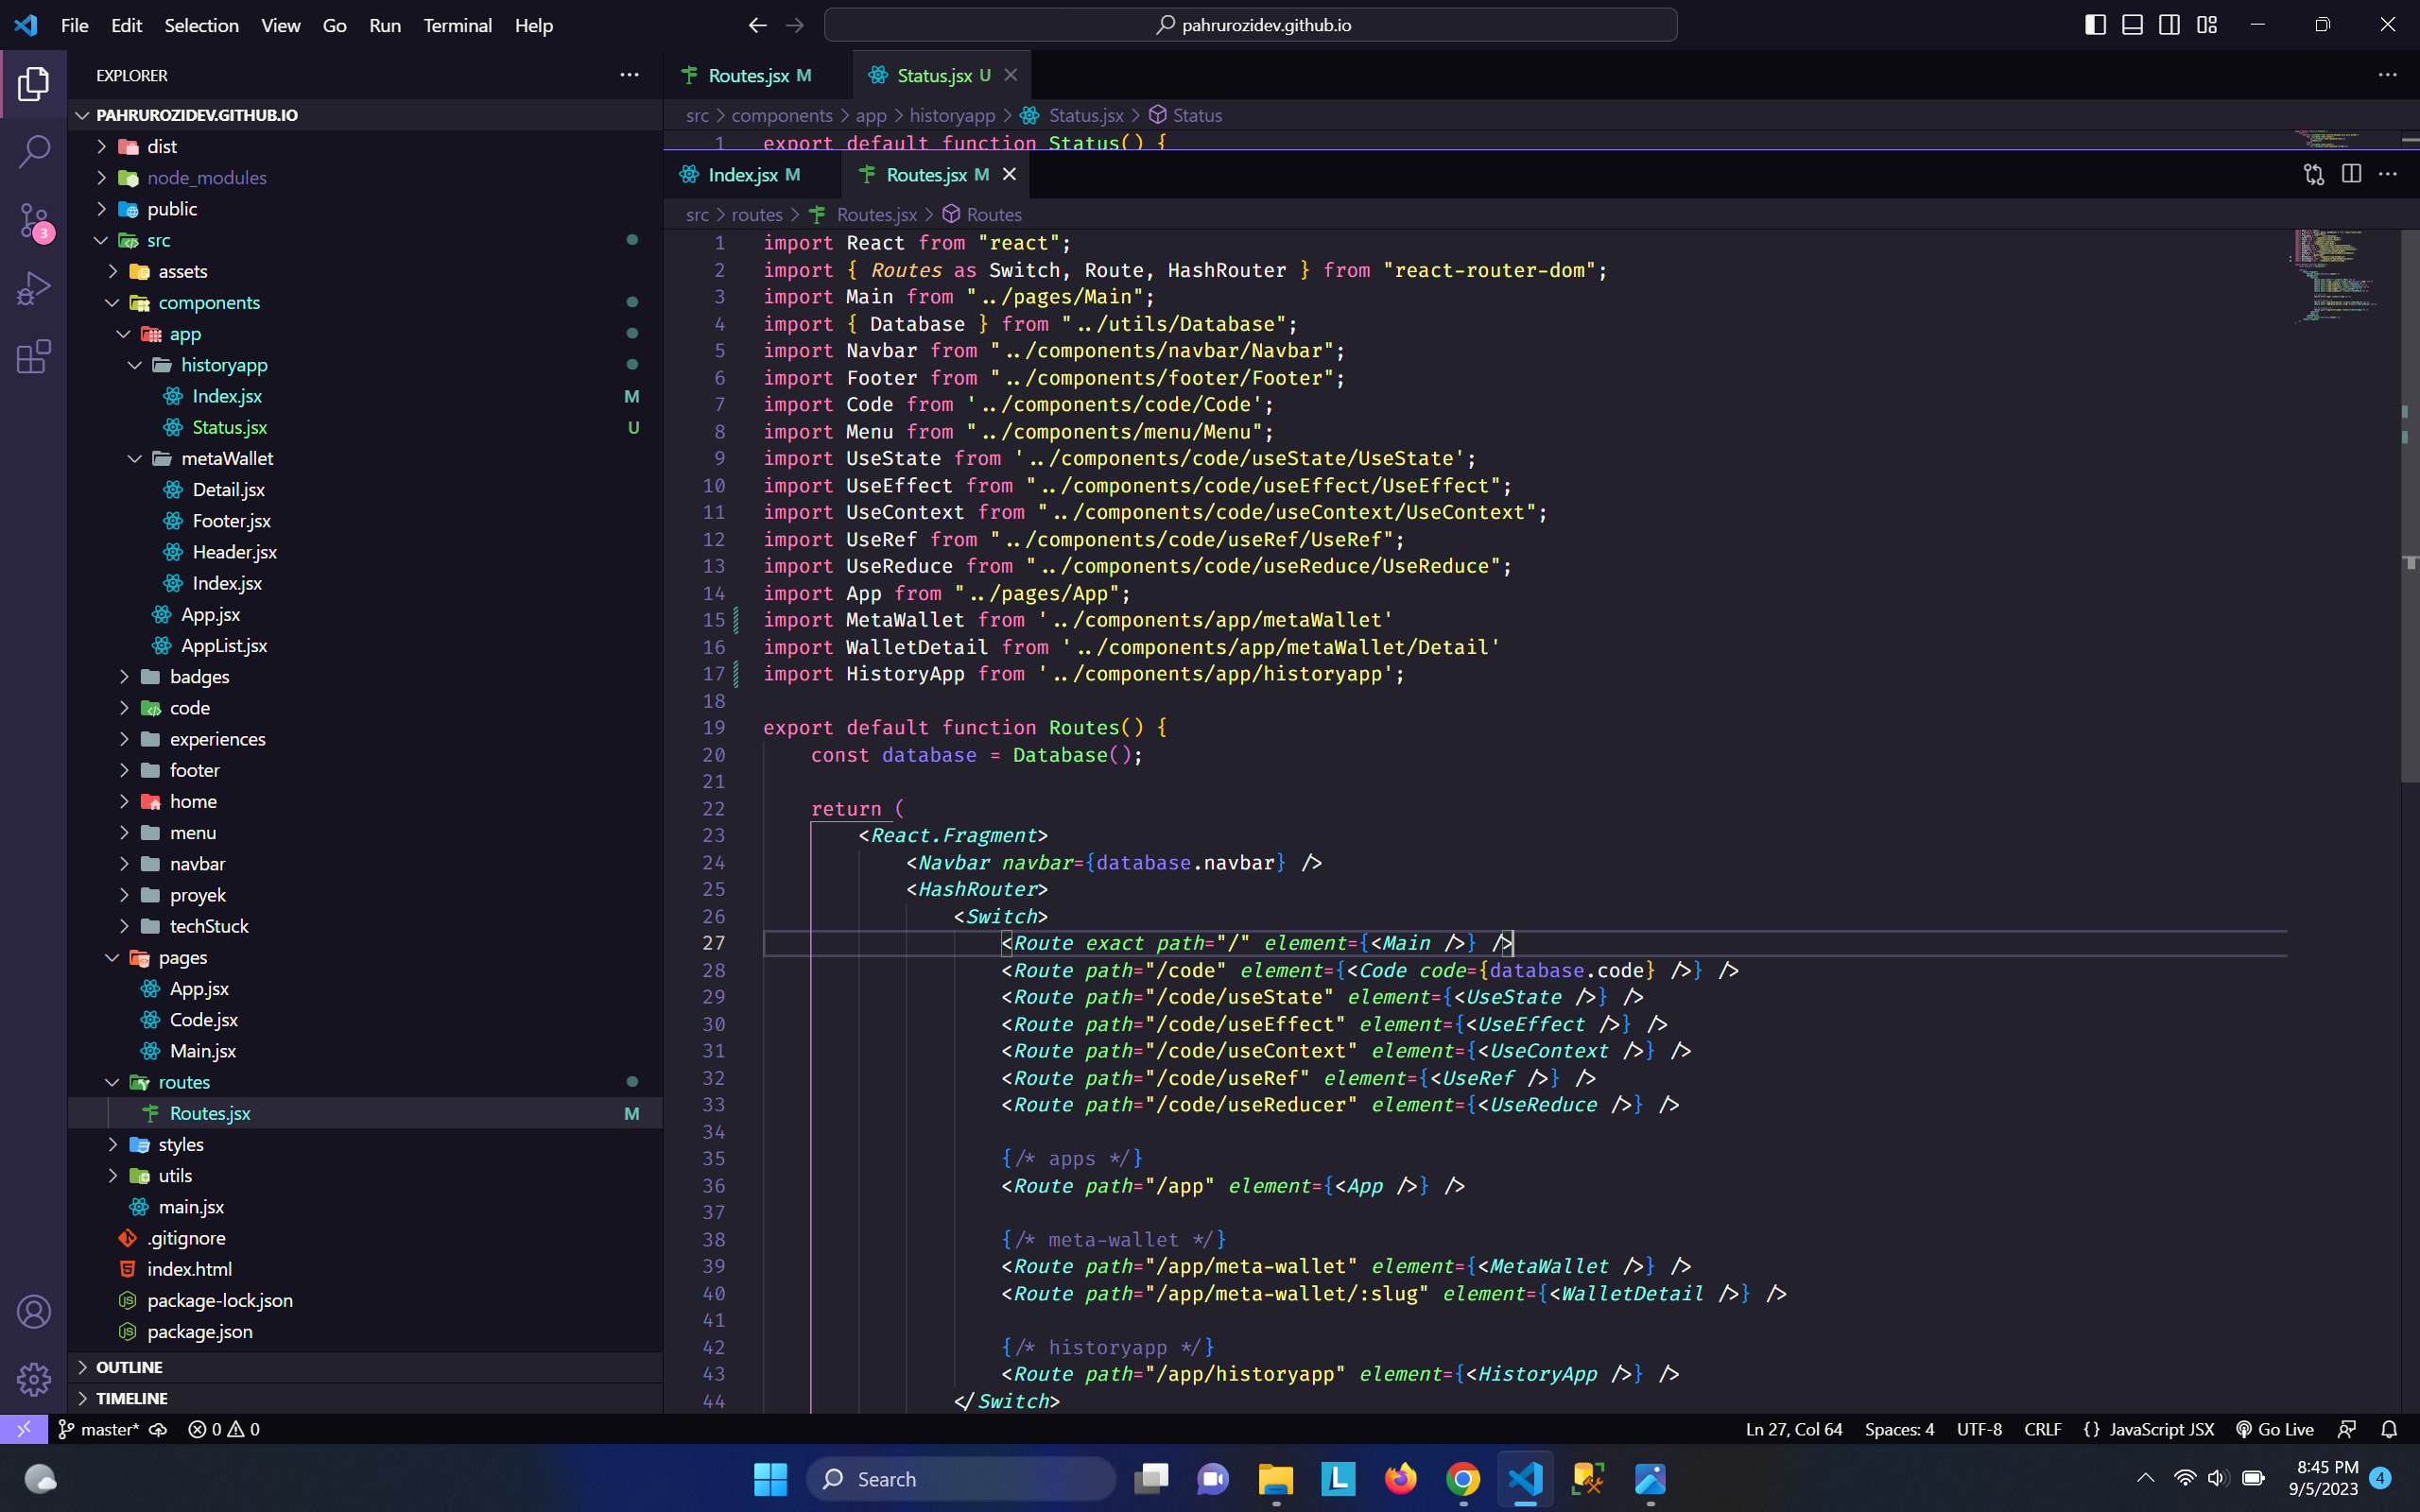 File Edit Selection View Go Run Terminal Help
pahrurozidev.github.io
EXPLORER
PAHRUROZIDEV.GITHUB.IO
dist
node_modules
public
src
assets
components
app
historyapp
Index.jsx M
Status.jsx U
metaWallet
Detail.jsx
Footer.jsx
Header.jsx
Index.jsx
App.jsx
AppList.jsx
badges
code
experiences
footer
home
menu
navbar
proyek
techStuck
pages
App.jsx
Code.jsx
Main.jsx
routes
Routes.jsx M
styles
utils
main.jsx
.gitignore
index.html
package-lock.json
package.json
OUTLINE
TIMELINE
3
Routes.jsx M Status.jsx U
src > components > app > historyapp > Status.jsx > Status
1 export default function Status() {
Index.jsx M Routes.jsx M
src > routes > Routes.jsx > Routes
1 import React from "react";
2 import { Routes as Switch, Route, HashRouter } from "react-router-dom";
3 import Main from "../pages/Main";
4 import { Database } from "../utils/Database";
5 import Navbar from "../components/navbar/Navbar";
6 import Footer from "../components/footer/Footer";
7 import Code from '../components/code/Code';
8 import Menu from "../components/menu/Menu";
9 import UseState from '../components/code/useState/UseState';
10 import UseEffect from "../components/code/useEffect/UseEffect";
11 import UseContext from "../components/code/useContext/UseContext";
12 import UseRef from "../components/code/useRef/UseRef";
13 import UseReduce from "../components/code/useReduce/UseReduce";
14 import App from "../pages/App";
15 import MetaWallet from '../components/app/metaWallet'
16 import WalletDetail from '../components/app/metaWallet/Detail'
17 import HistoryApp from '../components/app/historyapp';
18
19 export default function Routes() {
20 const database = Database();
21
22 return (
23 <React.Fragment>
24 <Navbar navbar={database.navbar} />
25 <HashRouter>
26 <Switch>
27 <Route exact path="/" element={<Main />} />
28 <Route path="/code" element={<Code code={database.code} />} />
29 <Route path="/code/useState" element={<UseState />} />
30 <Route path="/code/useEffect" element={<UseEffect />} />
31 <Route path="/code/useContext" element={<UseContext />} />
32 <Route path="/code/useRef" element={<UseRef />} />
33 <Route path="/code/useReducer" element={<UseReduce />} />
34
35 {/* apps */}
36 <Route path="/app" element={<App />} />
37
38 {/* meta-wallet */}
39 <Route path="/app/meta-wallet" element={<MetaWallet />} />
40 <Route path="/app/meta-wallet/:slug" element={<WalletDetail />} />
41
42 {/* historyapp */}
43 <Route path="/app/historyapp" element={<HistoryApp />} />
44 </Switch>
master* 0 0 Ln 27, Col 64 Spaces: 4 UTF-8 CRLF {} JavaScript JSX Go Live
Search
8:45 PM
9/5/2023
4